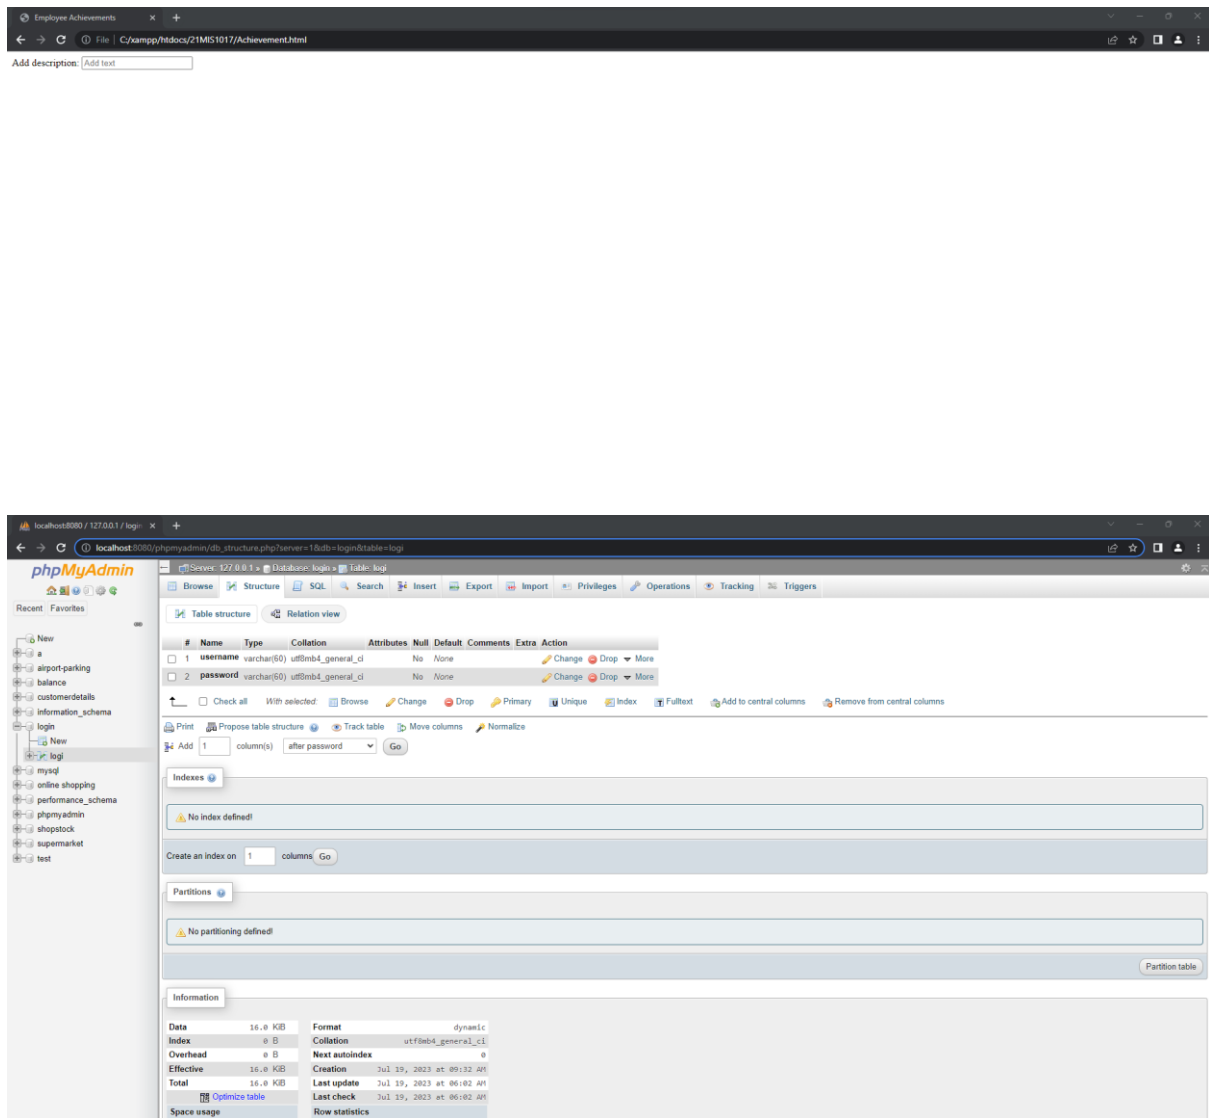 Employee Achievements
File | C:/xampp/htdocs/21MIS1017/Achievement.html
Add description: Add text
localhost:8080 / 127.0.0.1 / login
localhost:8080/phpmyadmin/db_structure.php?server=1&db=login&table=logi
phpMyAdmin
Server: 127.0.0.1 » Database: login » Table: logi
Browse Structure SQL Search Insert Export Import Privileges Operations Tracking Triggers
Recent Favorites
Table structure Relation view
New
a
airport-parking
balance
customerdetails
information_schema
login
New
logi
mysql
online shopping
performance_schema
phpmyadmin
shopstock
supermarket
test
# Name Type Collation Attributes Null Default Comments Extra Action
1 username varchar(60) utf8mb4_general_ci No None Change Drop More
2 password varchar(60) utf8mb4_general_ci No None Change Drop More
Check all With selected: Browse Change Drop Primary Unique Index Fulltext Add to central columns Remove from central columns
Print Propose table structure Track table Move columns Normalize
Add 1 column(s) after password Go
Indexes
No index defined!
Create an index on 1 columns Go
Partitions
No partitioning defined!
Partition table
Information
Data 16.0 KiB
Index 0 B
Overhead 0 B
Effective 16.0 KiB
Total 16.0 KiB
Optimize table
Space usage
Format dynamic
Collation utf8mb4_general_ci
Next autoindex 0
Creation Jul 19, 2023 at 09:32 AM
Last update Jul 19, 2023 at 06:02 AM
Last check Jul 19, 2023 at 06:02 AM
Row statistics